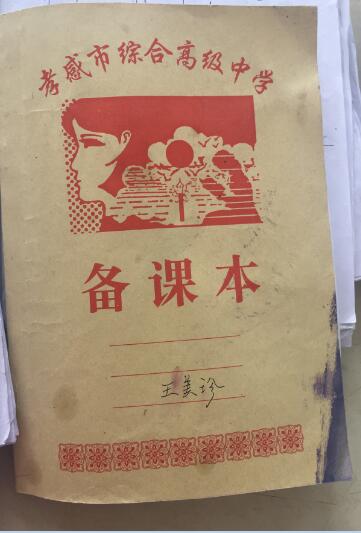 孝感市综合高级中学
备课本
王美珍